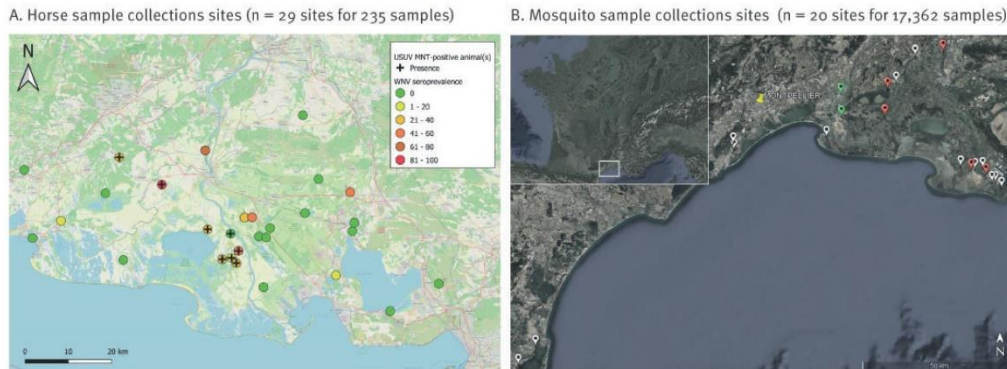 A. Horse sample collections sites (n = 29 sites for 235 samples)
N
USUV MNT-positive animal(s)
Presence
WNV seroprevalence
0
1 - 20
21 - 40
41 - 60
61 - 80
81 - 100
0 10 20 km
B. Mosquito sample collections sites (n = 20 sites for 17,362 samples)
MONTPELLIER
N
50 km